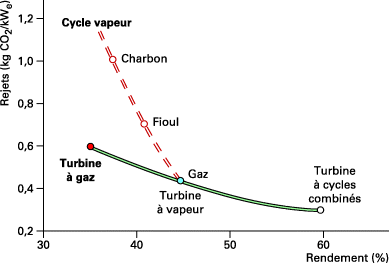 Rejets (kg CO₂/kWₑ)
1,2
1,0
0,8
0,6
0,4
0,2
Cycle vapeur
Charbon
Fioul
Gaz
Turbine
à gaz
Turbine
à vapeur
Turbine
à cycles
combinés
30
40
50
60
Rendement (%)